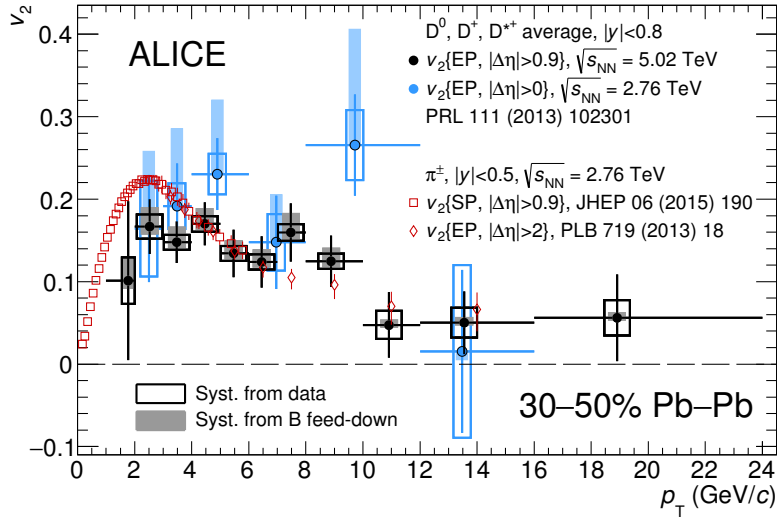 v₂
0.4
0.3
0.2
0.1
0
−0.1
ALICE
D⁰, D⁺, D*⁺ average, |y|<0.8
v₂{EP, |Δη|>0.9}, √s_NN = 5.02 TeV
v₂{EP, |Δη|>0}, √s_NN = 2.76 TeV
PRL 111 (2013) 102301
π±, |y|<0.5, √s_NN = 2.76 TeV
v₂{SP, |Δη|>0.9}, JHEP 06 (2015) 190
v₂{EP, |Δη|>2}, PLB 719 (2013) 18
Syst. from data
Syst. from B feed-down
30–50% Pb–Pb
0 2 4 6 8 10 12 14 16 18 20 22 24
p_T (GeV/c)